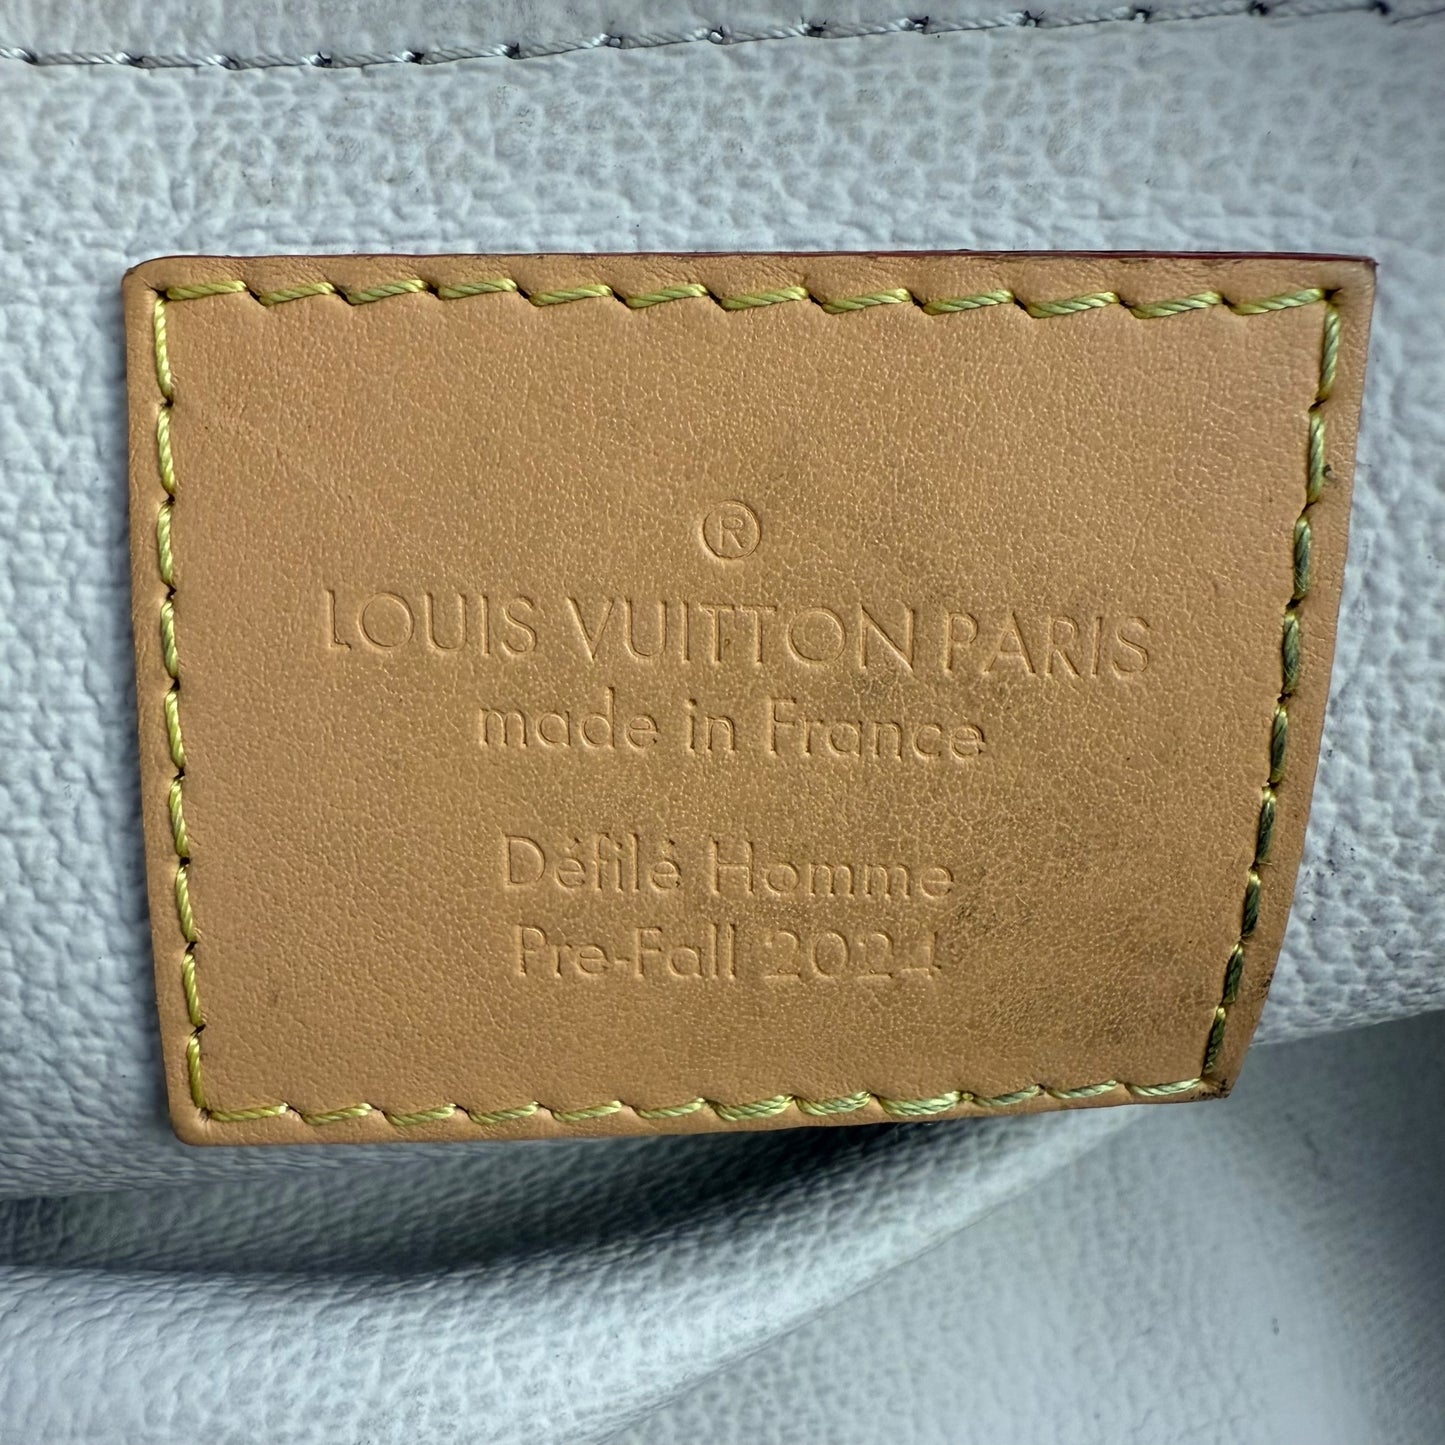 ®
LOUIS VUITTON PARIS
made in France
Défilé Homme
Pre-Fall 2024